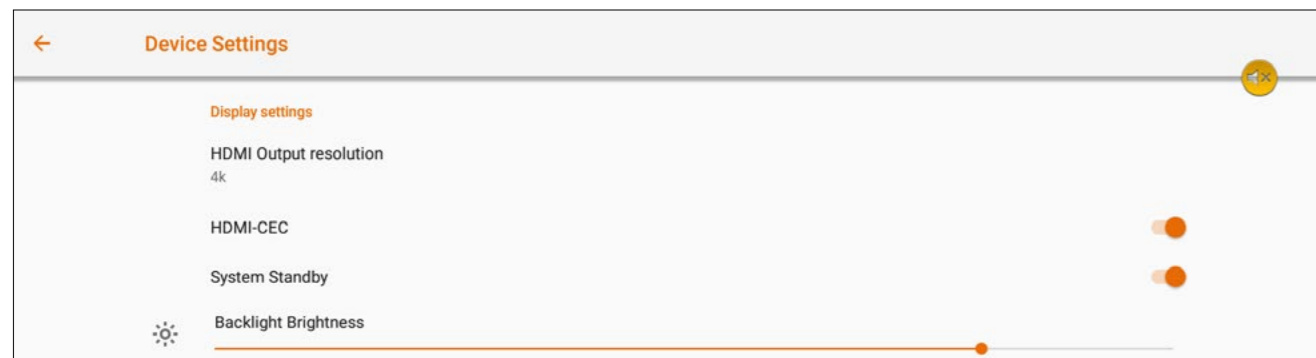 Device Settings
Display settings
HDMI Output resolution
4k
HDMI-CEC
System Standby
Backlight Brightness